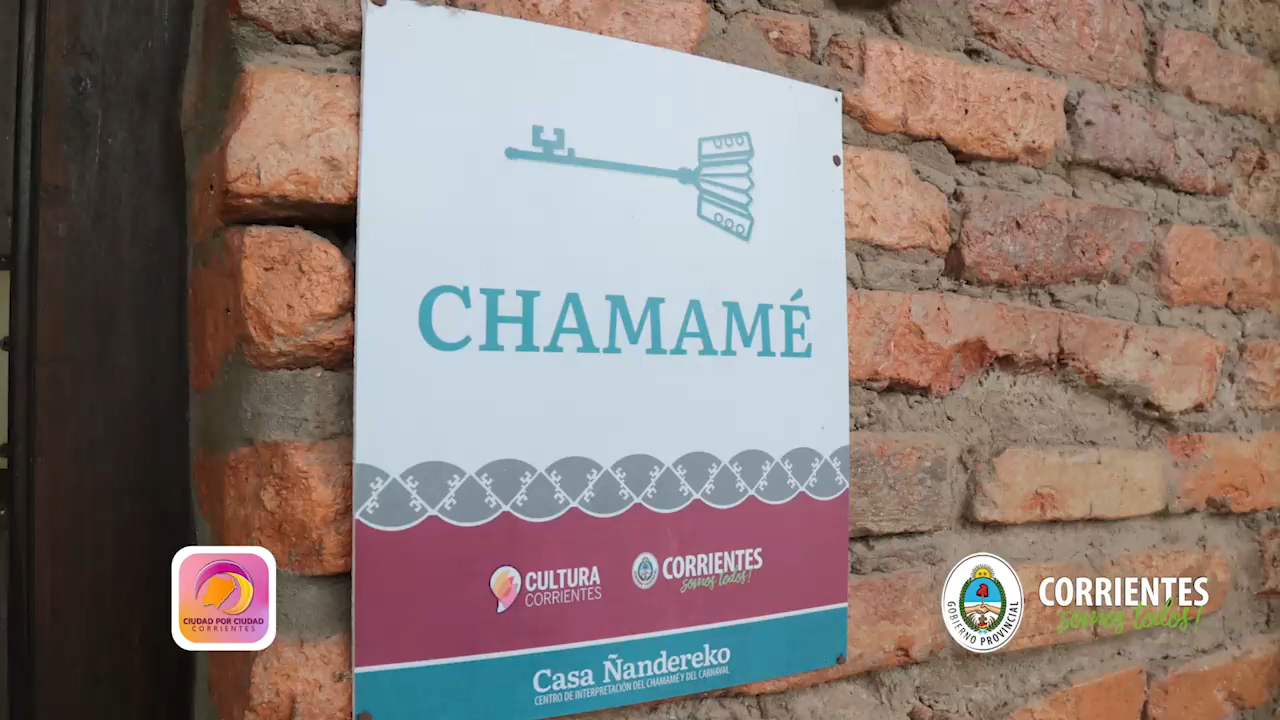 CHAMAMÉ
CULTURA
CORRIENTES
CORRIENTES
somos todos!
Casa Ñandereko
CENTRO DE INTERPRETACIÓN DEL CHAMAMÉ Y DEL CARNAVAL
CIUDAD POR CIUDAD
CORRIENTES
GOBIERNO PROVINCIAL
CORRIENTES
somos todos!